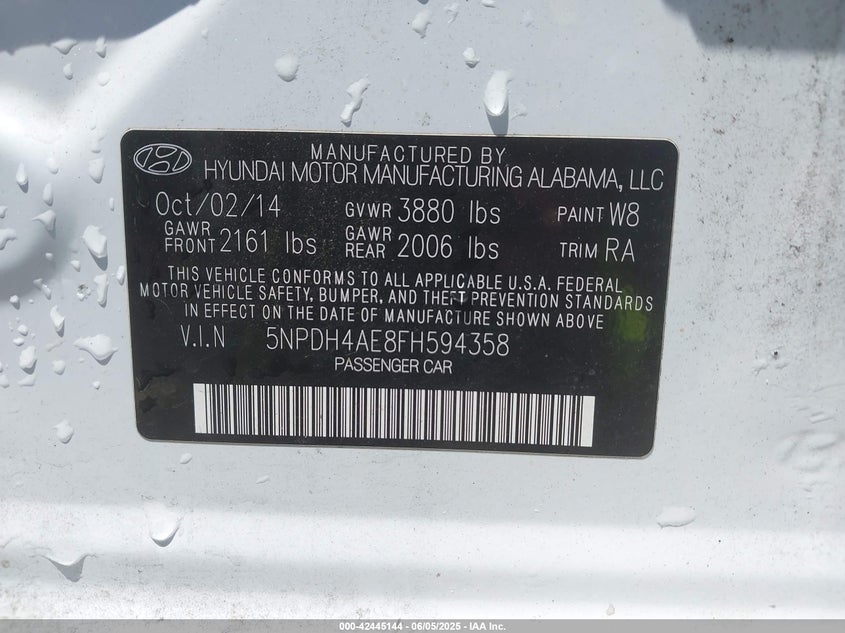 MANUFACTURED BY
HYUNDAI MOTOR MANUFACTURING ALABAMA, LLC
Oct/02/14 GVWR 3880 lbs PAINT W8
GAWR FRONT 2161 lbs GAWR REAR 2006 lbs TRIM RA
THIS VEHICLE CONFORMS TO ALL APPLICABLE U.S.A. FEDERAL
MOTOR VEHICLE SAFETY, BUMPER, AND THEFT PREVENTION STANDARDS
IN EFFECT ON THE DATE OF MANUFACTURE SHOWN ABOVE
V.I.N 5NPDH4AE8FH594358
PASSENGER CAR
000-42445144 | 06/05/2025 - IAA Inc.